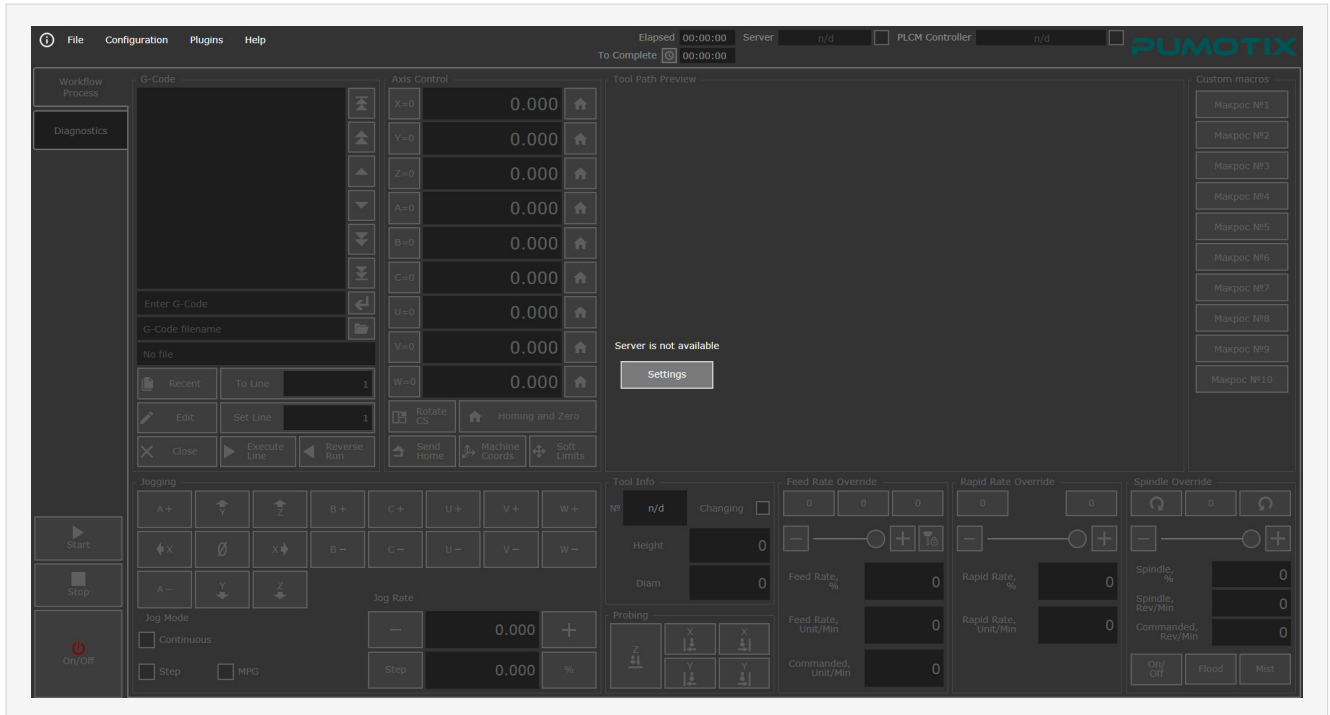 File Configuration Plugins Help
Elapsed 00:00:00 Server n/d PLCM Controller n/d
To Complete 00:00:00
PUMOTIX
Workflow
Process
Diagnostics
Start
Stop
On/Off
G-Code
Enter G-Code
G-Code filename
No file
Recent To Line 1
Edit Set Line 1
Close Execute
Line Reverse
Run
Axis Control
X=0 0.000
Y=0 0.000
Z=0 0.000
A=0 0.000
B=0 0.000
C=0 0.000
U=0 0.000
V=0 0.000
W=0 0.000
Rotate
CS Homing and Zero
Send
Home Machine
Coords Soft
Limits
Tool Path Preview
Server is not available
Settings
Custom macros
Макрос №1
Макрос №2
Макрос №3
Макрос №4
Макрос №5
Макрос №6
Макрос №7
Макрос №8
Макрос №9
Макрос №10
Jogging
A+ Y Z B+ C+ U+ V+ W+
X Ø X B− C− U− V− W−
A− Y Z
Jog Mode
Continuous
Step MPG
Jog Rate
− 0.000 +
Step 0.000 %
Tool Info
№ n/d Changing
Height 0
Diam 0
Probing
Z X X
Y Y
Feed Rate Override
0 0 0
Feed Rate,
% 0
Feed Rate,
Unit/Min 0
Commanded,
Unit/Min 0
Rapid Rate Override
0 0
Rapid Rate,
% 0
Rapid Rate,
Unit/Min 0
Spindle Override
0
Spindle,
% 0
Spindle,
Rev/Min 0
Commanded,
Rev/Min 0
On/
Off Flood Mist